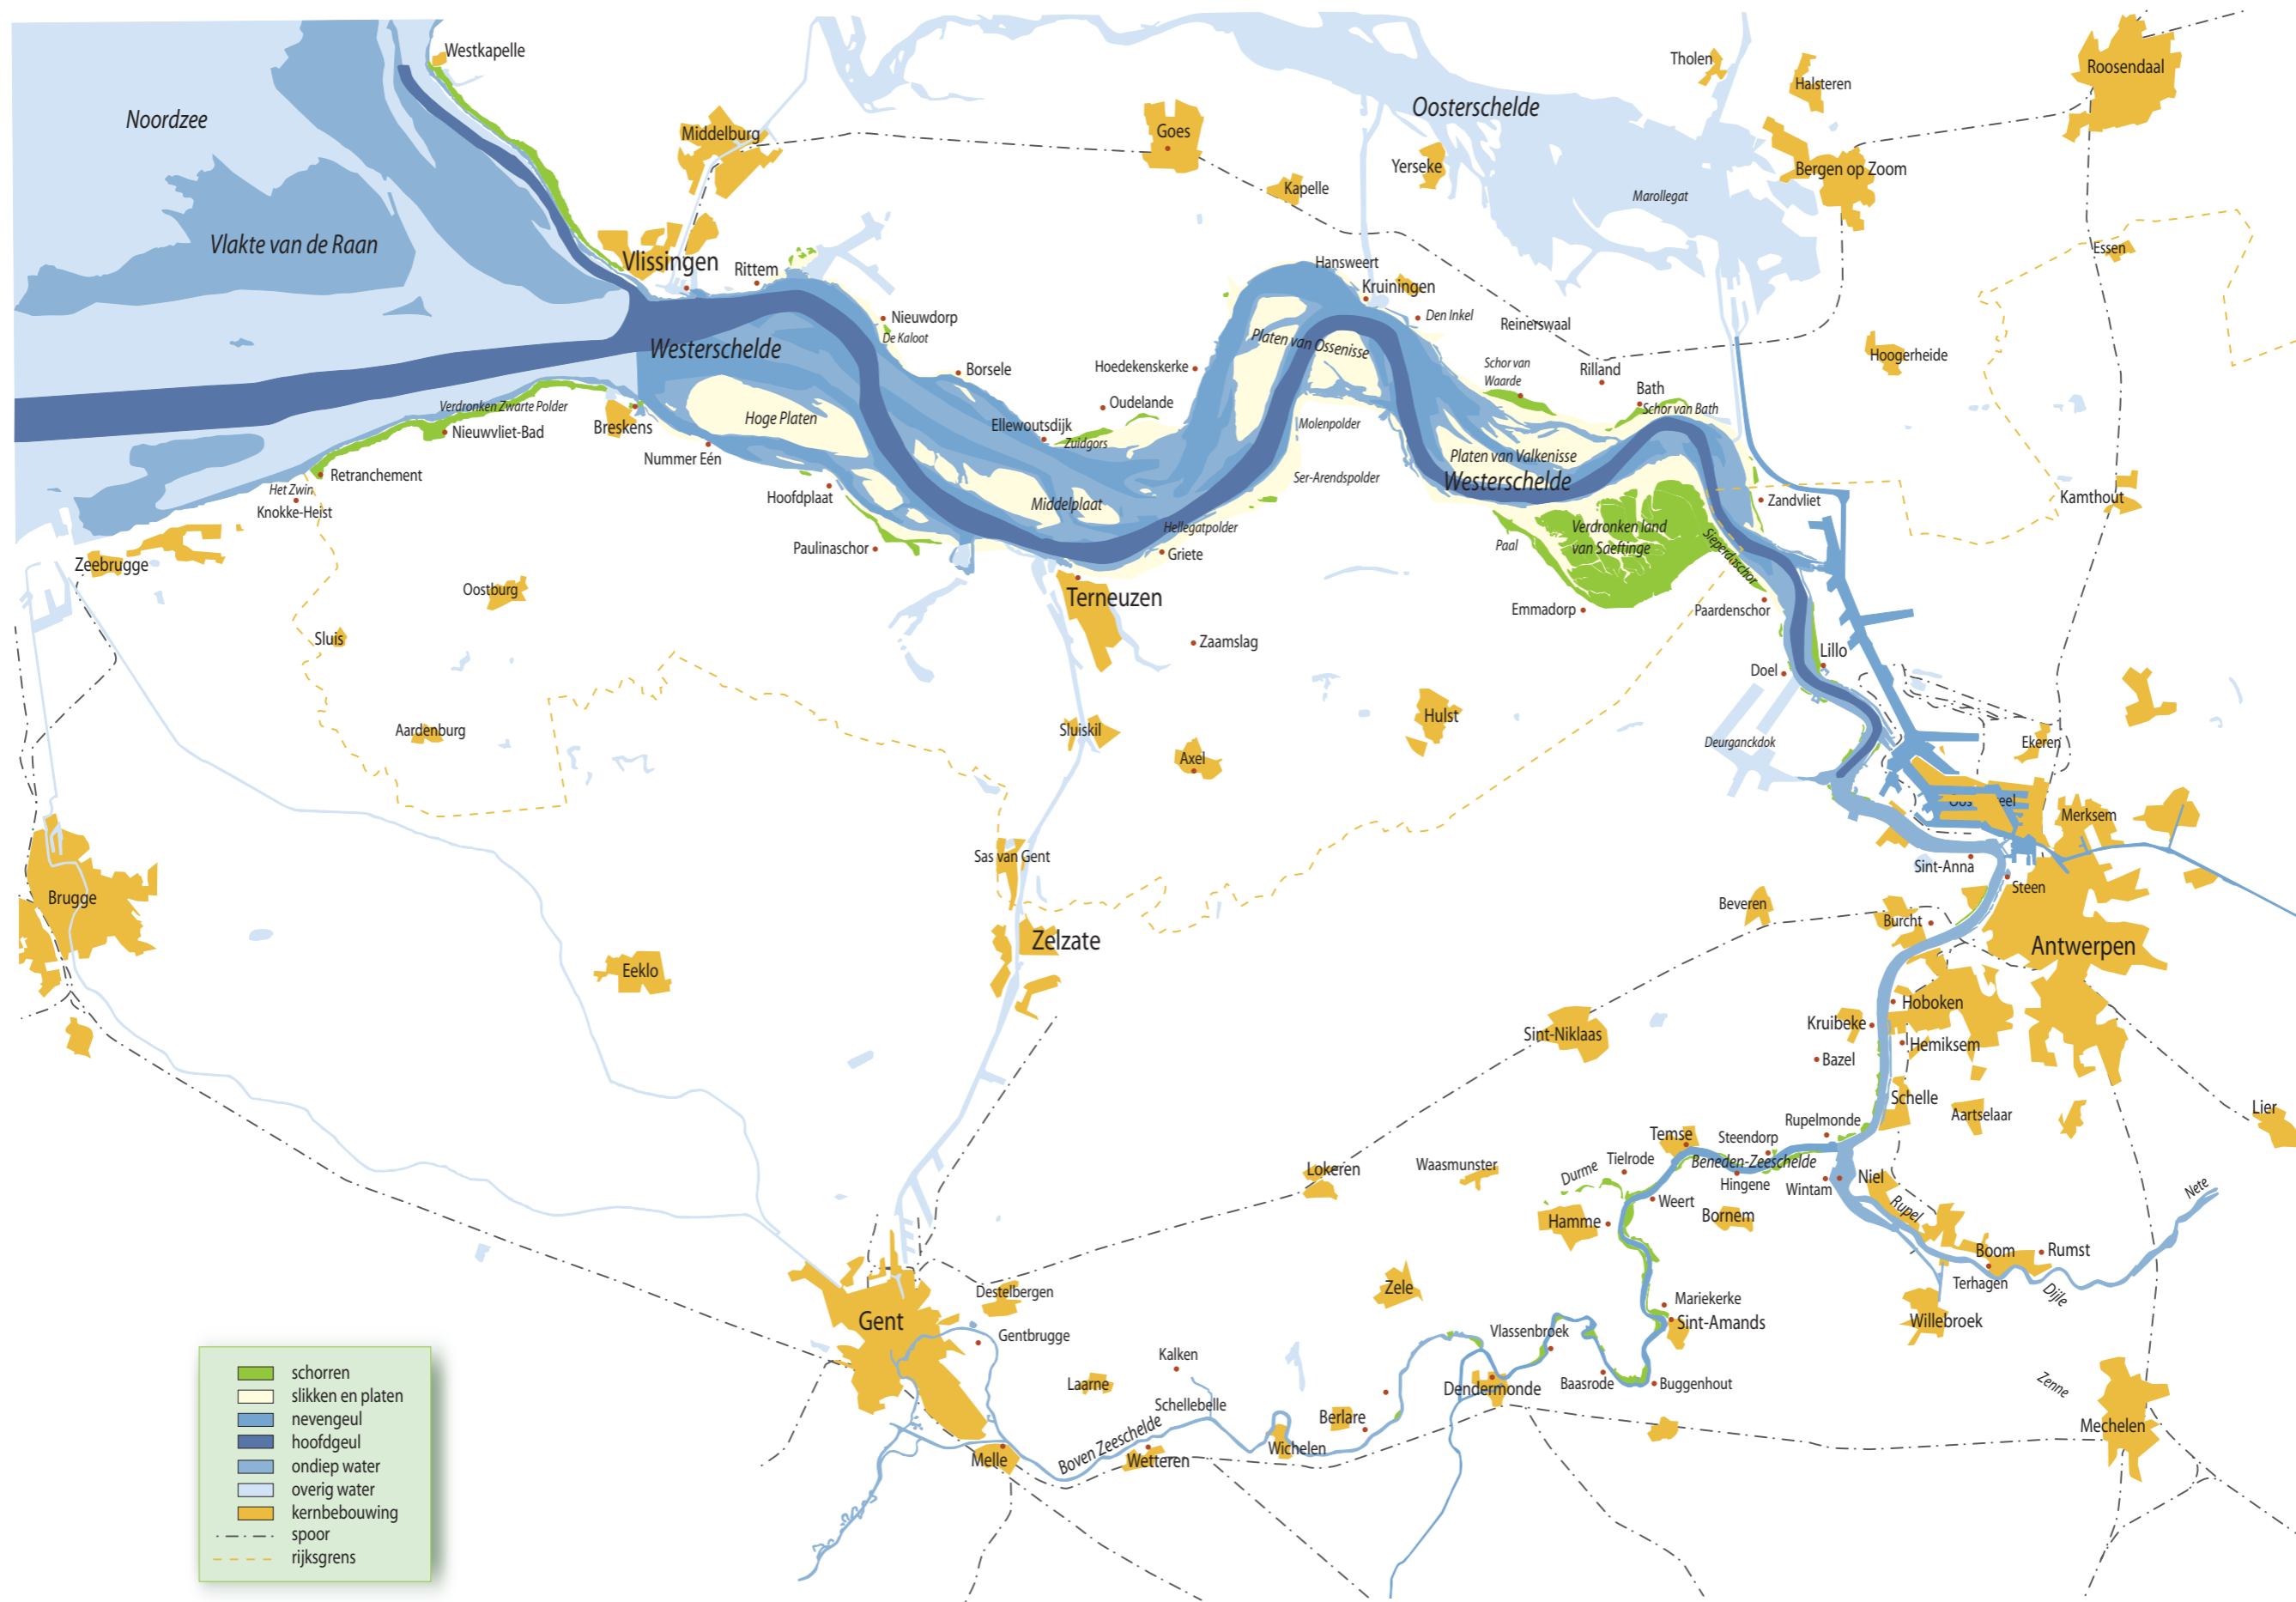 Westkapelle
Tholen
Roosendaal
Halsteren
Noordzee
Oosterschelde
Middelburg
Goes
Yerseke
Bergen op Zoom
Kapelle
Marollegat
Vlakte van de Raan
Essen
Vlissingen
Rittem
Hansweert
Kruiningen
Nieuwdorp
De Kaloot
Den Inkel
Reinerswaal
Westerschelde
Platen van Ossenisse
Hoogerheide
Hoedekenskerke
Borsele
Schor van
Waarde
Rilland
Bath
Schor van Bath
Verdronken Zwarte Polder
Oudelande
Hoge Platen
Nieuwvliet-Bad
Breskens
Ellewoutsdijk
Zuidgors
Molenpolder
Nummer Eén
Platen van Valkenisse
Retranchement
Ser-Arendspolder
Westerschelde
Het Zwin
Knokke-Heist
Hoofdplaat
Middelplaat
Zandvliet
Kamthout
Hellegatpolder
Verdronken land
van Saeftinge
Sieperdaschor
Paulinaschor
Griete
Paal
Zeebrugge
Oostburg
Terneuzen
Emmadorp
Paardenschor
Sluis
Zaamslag
Lillo
Doel
Hulst
Aardenburg
Sluiskil
Deurganckdok
Ekeren
Axel
Merksem
Sas van Gent
Sint-Anna
Steen
Brugge
Beveren
Burcht
Zelzate
Antwerpen
Eeklo
Hoboken
Sint-Niklaas
Kruibeke
Hemiksem
Bazel
Schelle
Aartselaar
Lier
Rupelmonde
Temse
Steendorp
Lokeren
Waasmunster
Durme
Tielrode
Beneden-Zeeschelde
Hingene
Wintam
Niel
Nete
Weert
Rupel
Hamme
Bornem
Boom
Rumst
Terhagen
Dijle
Destelbergen
Zele
Mariekerke
Gent
Sint-Amands
Willebroek
Gentbrugge
Vlassenbroek
Kalken
Laarne
Dendermonde
Baasrode
Buggenhout
Zenne
Schellebelle
Berlare
Mechelen
Boven Zeeschelde
Wichelen
Melle
Wetteren
schorren
slikken en platen
nevengeul
hoofdgeul
ondiep water
overig water
kernbebouwing
spoor
rijksgrens